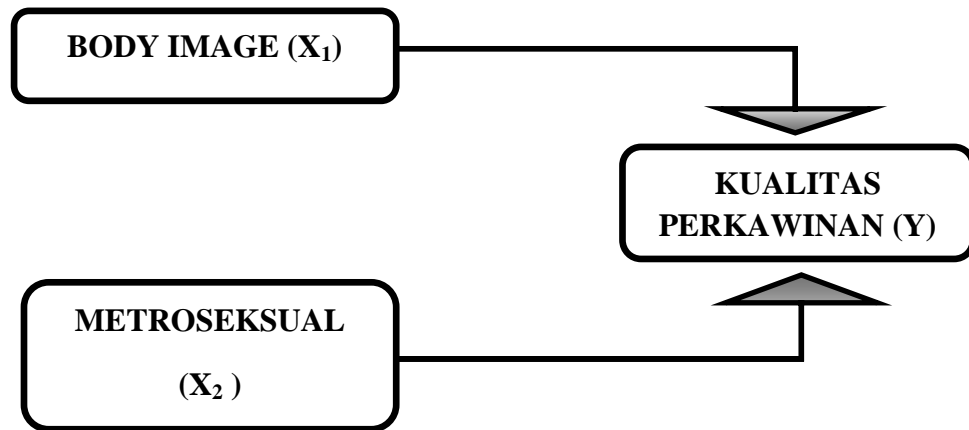 BODY IMAGE (X₁)
KUALITAS
PERKAWINAN (Y)
METROSEKSUAL
(X₂ )